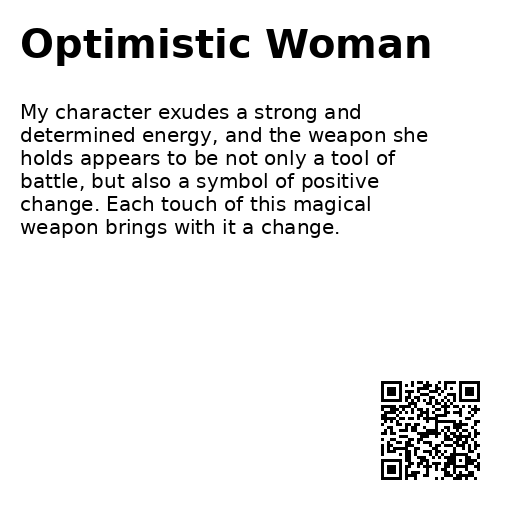 Optimistic Woman
My character exudes a strong and
determined energy, and the weapon she
holds appears to be not only a tool of
battle, but also a symbol of positive
change. Each touch of this magical
weapon brings with it a change.